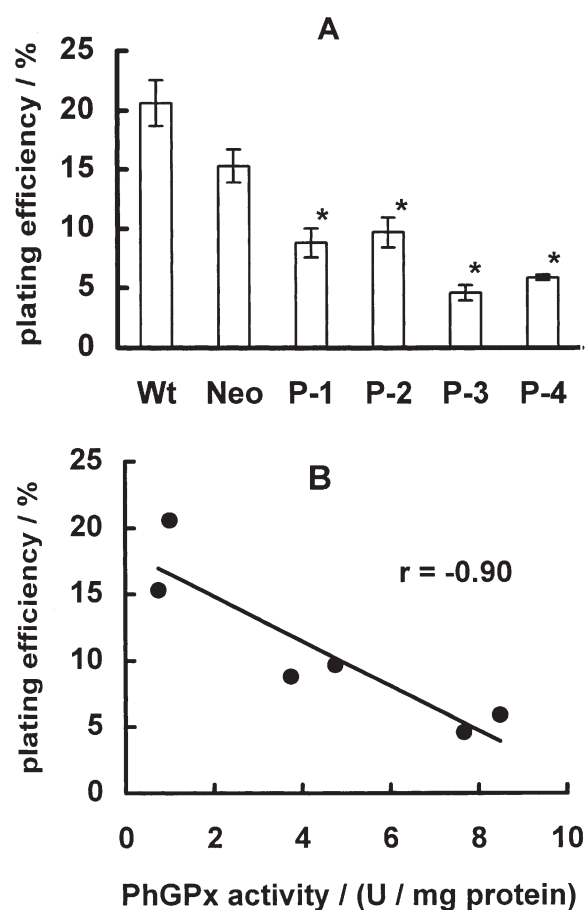 A
plating efficiency / %
25
20
15
10
5
0
*
*
*
*
Wt Neo P-1 P-2 P-3 P-4
B
plating efficiency / %
25
20
15
10
5
0
r = -0.90
0 2 4 6 8 10
PhGPx activity / (U / mg protein)